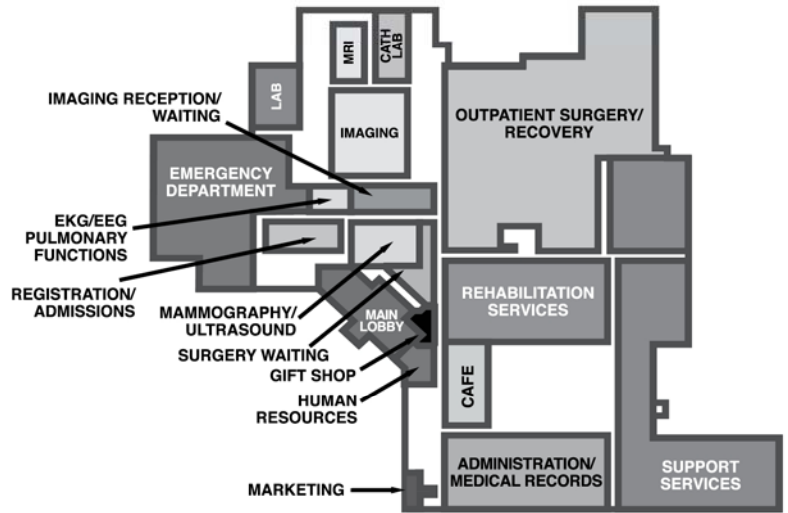 MRI
CATH
LAB
LAB
IMAGING RECEPTION/
WAITING
IMAGING
OUTPATIENT SURGERY/
RECOVERY
EMERGENCY
DEPARTMENT
EKG/EEG
PULMONARY
FUNCTIONS
REGISTRATION/
ADMISSIONS
MAMMOGRAPHY/
ULTRASOUND
MAIN
LOBBY
SURGERY WAITING
GIFT SHOP
HUMAN
RESOURCES
REHABILITATION
SERVICES
CAFE
MARKETING
ADMINISTRATION/
MEDICAL RECORDS
SUPPORT
SERVICES